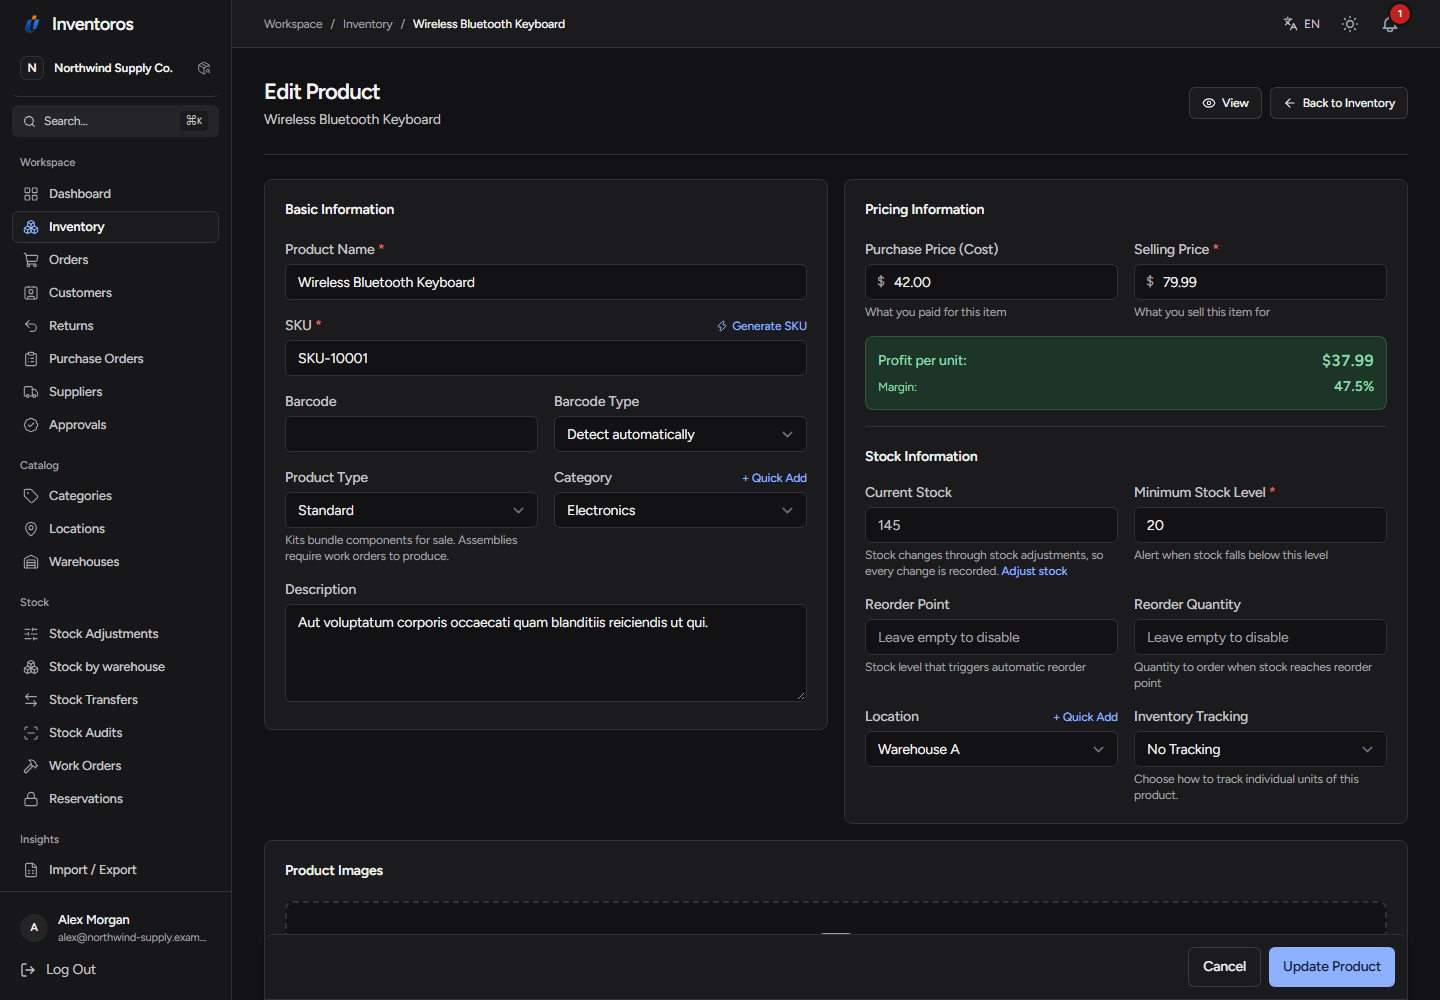 Inventoros
N Northwind Supply Co.
Search... ⌘K
Workspace
Dashboard
Inventory
Orders
Customers
Returns
Purchase Orders
Suppliers
Approvals
Catalog
Categories
Locations
Warehouses
Stock
Stock Adjustments
Stock by warehouse
Stock Transfers
Stock Audits
Work Orders
Reservations
Insights
Import / Export
A
Alex Morgan
alex@northwind-supply.exam...
Log Out
Workspace / Inventory / Wireless Bluetooth Keyboard
EN
1
Edit Product
Wireless Bluetooth Keyboard
View
Back to Inventory
Basic Information
Product Name *
Wireless Bluetooth Keyboard
SKU * Generate SKU
SKU-10001
Barcode
Barcode Type
Detect automatically
Product Type
Standard
Kits bundle components for sale. Assemblies
require work orders to produce.
Category + Quick Add
Electronics
Description
Aut voluptatum corporis occaecati quam blanditiis reiciendis ut qui.
Pricing Information
Purchase Price (Cost)
$ 42.00
What you paid for this item
Selling Price *
$ 79.99
What you sell this item for
Profit per unit: $37.99
Margin: 47.5%
Stock Information
Current Stock
145
Stock changes through stock adjustments, so
every change is recorded. Adjust stock
Minimum Stock Level *
20
Alert when stock falls below this level
Reorder Point
Leave empty to disable
Stock level that triggers automatic reorder
Reorder Quantity
Leave empty to disable
Quantity to order when stock reaches reorder
point
Location + Quick Add
Warehouse A
Inventory Tracking
No Tracking
Choose how to track individual units of this
product.
Product Images
Cancel
Update Product